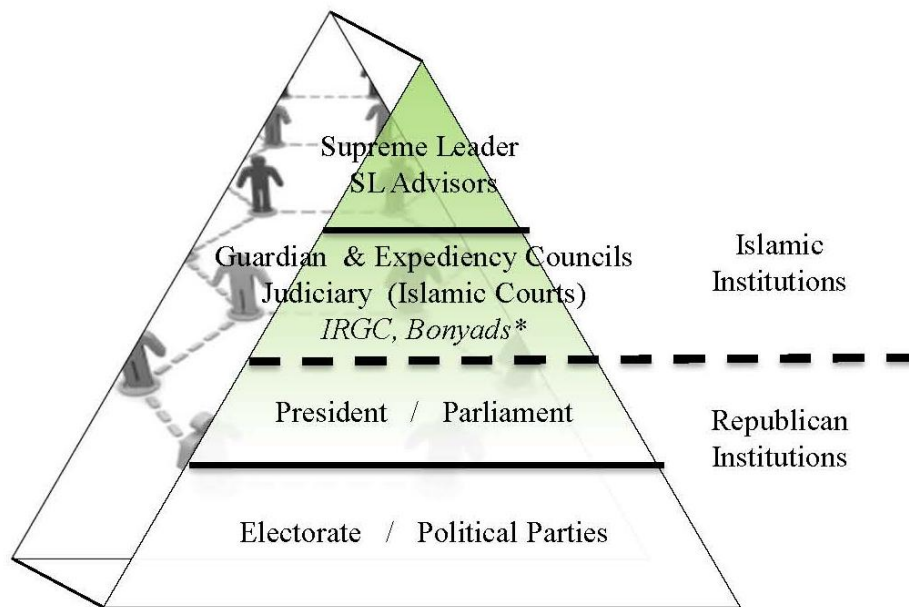 Supreme Leader
SL Advisors
Guardian & Expediency Councils
Judiciary (Islamic Courts)
IRGC, Bonyads*
Islamic
Institutions
President / Parliament
Republican
Institutions
Electorate / Political Parties